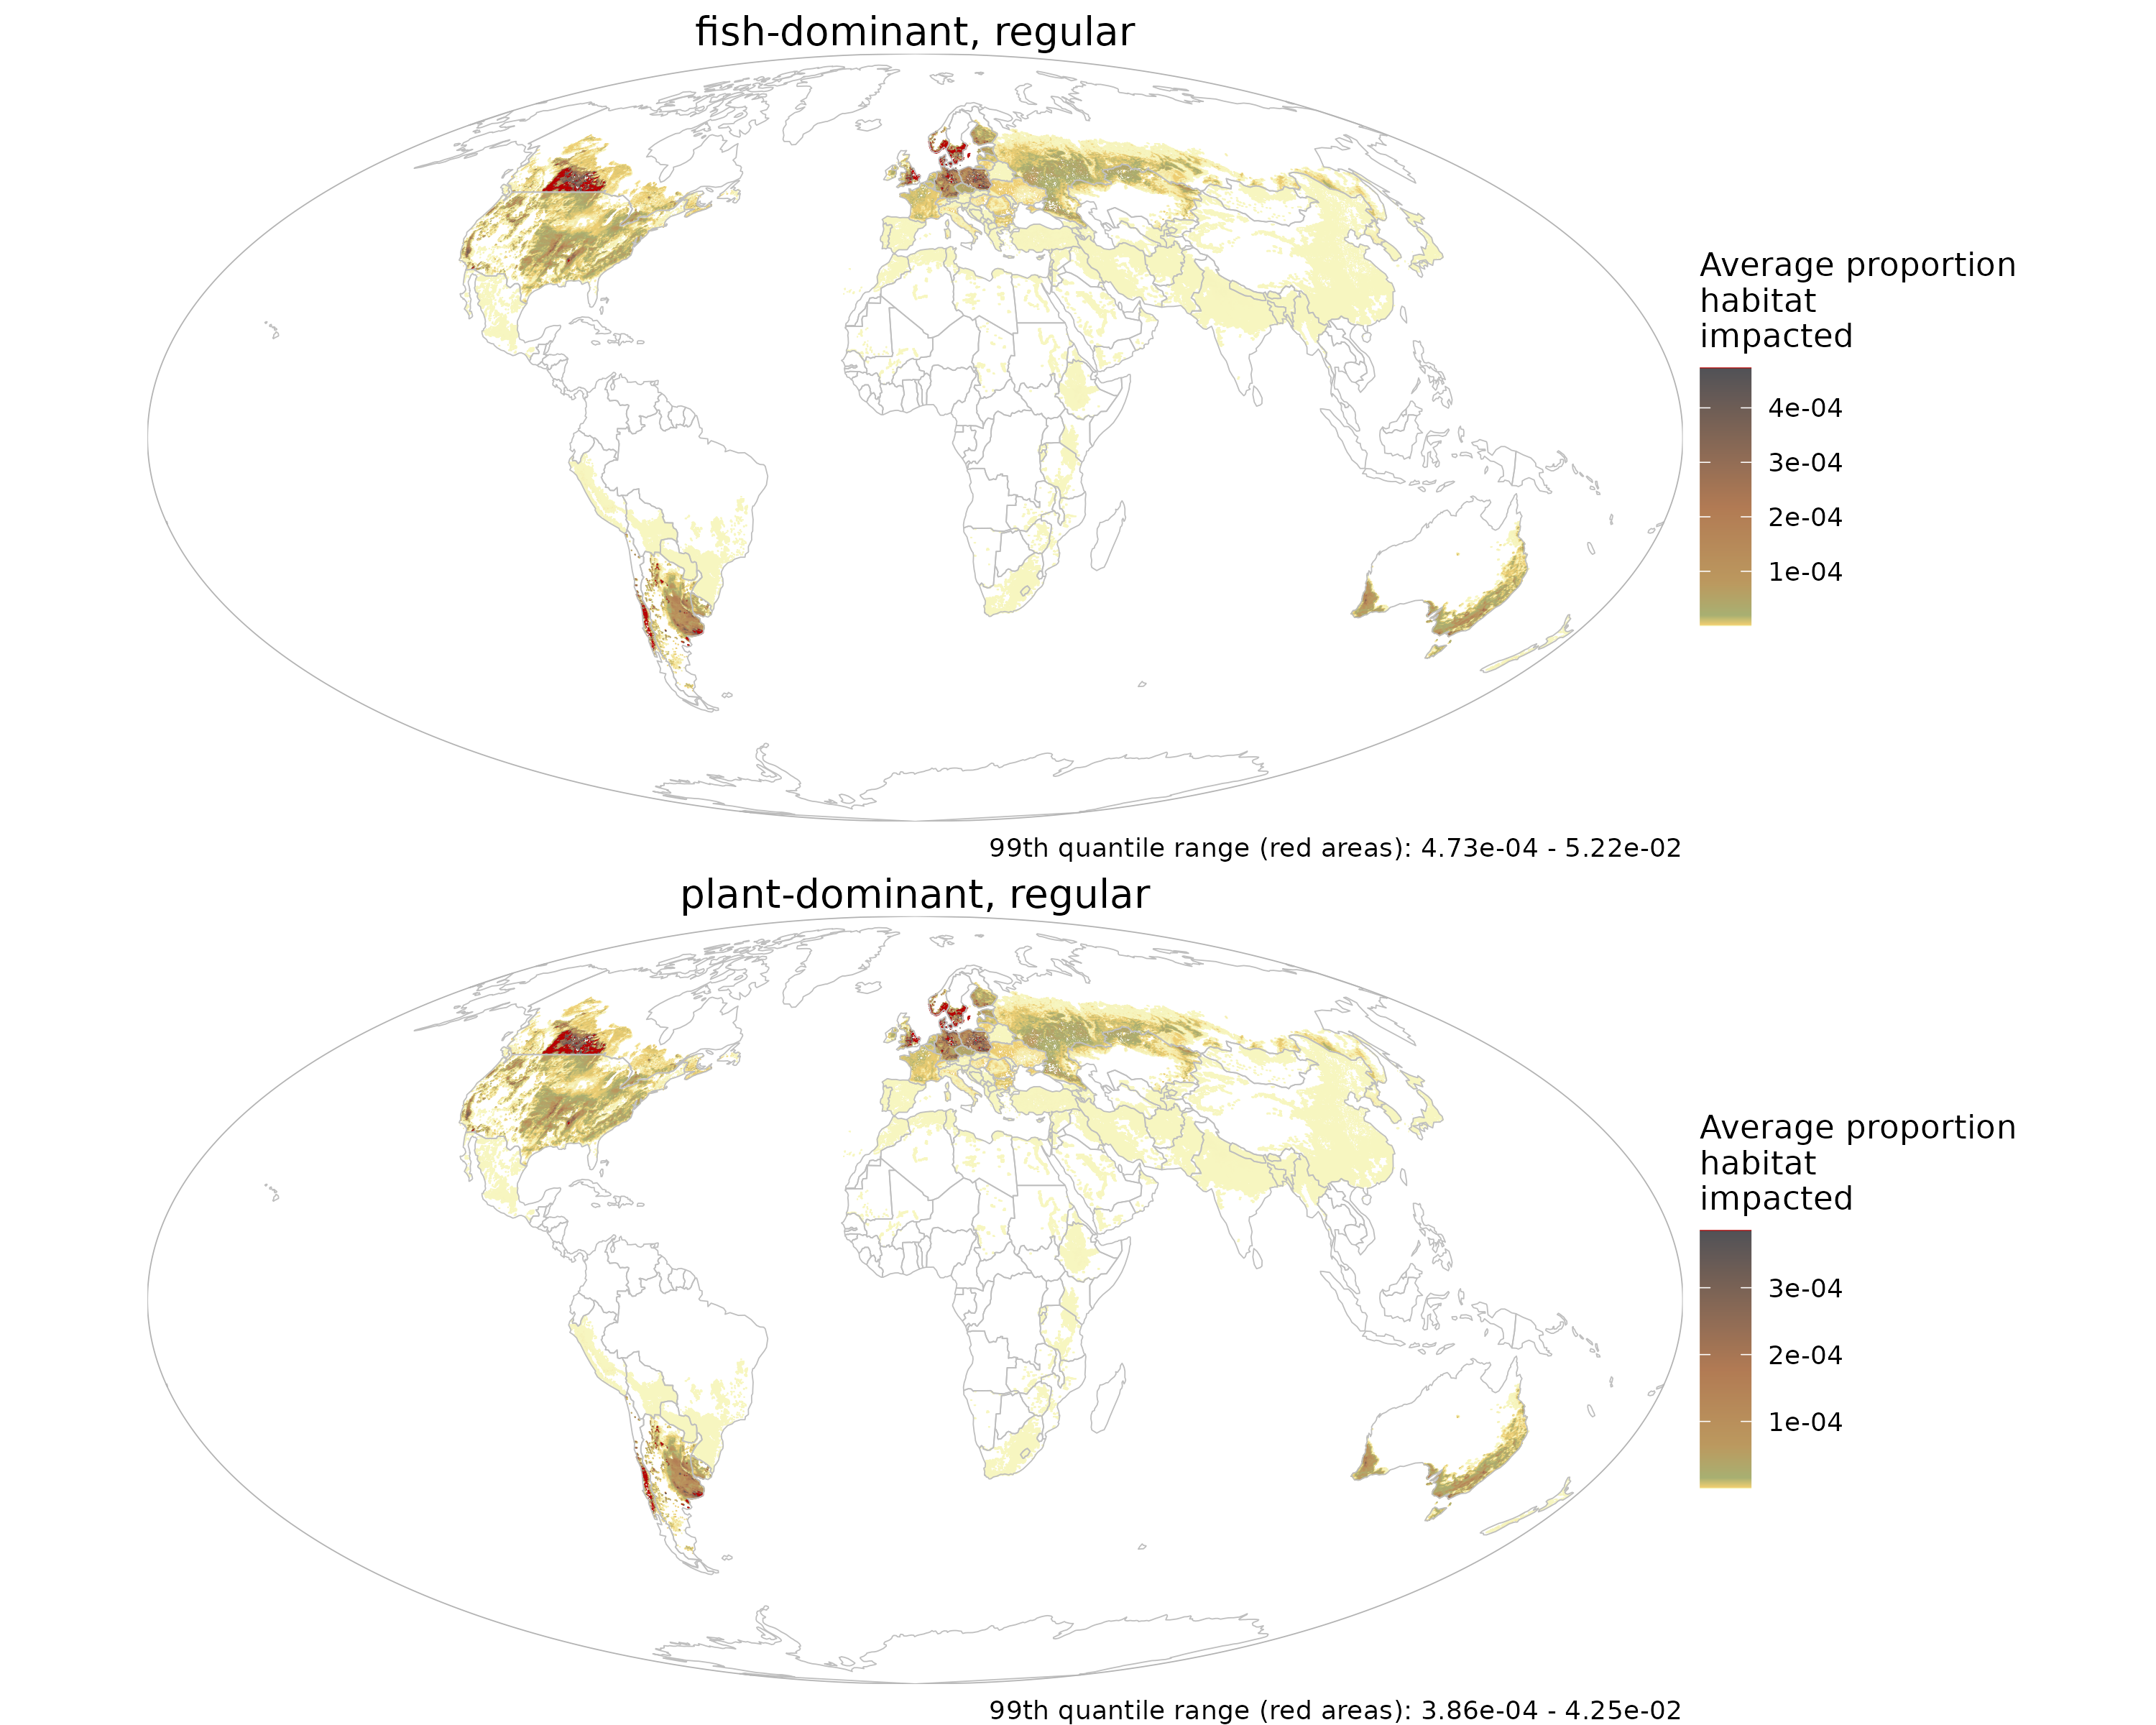 fish-dominant, regular
Average proportion
habitat
impacted
4e-04
3e-04
2e-04
1e-04
99th quantile range (red areas): 4.73e-04 - 5.22e-02
plant-dominant, regular
Average proportion
habitat
impacted
3e-04
2e-04
1e-04
99th quantile range (red areas): 3.86e-04 - 4.25e-02